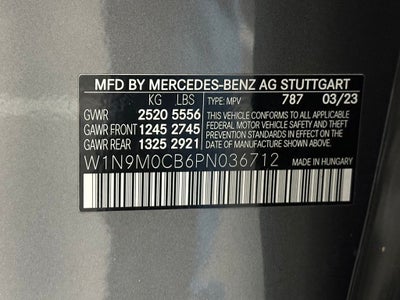 MFD BY MERCEDES-BENZ AG STUTTGART
KG LBS TYPE: MPV 787 03/23
GWWR 2520 5556 THIS VEHICLE CONFORMS TO ALL APPLICABLE
GAWR FRONT 1245 2745 FEDERAL MOTOR VEHICLE SAFETY AND
GAWR REAR 1325 2921 THEFT PREVENTION STANDARDS IN EFFECT
ON THE DATE OF MANUFACTURE SHOWN ABOVE.
W1N9M0CB6PN036712 MADE IN HUNGARY